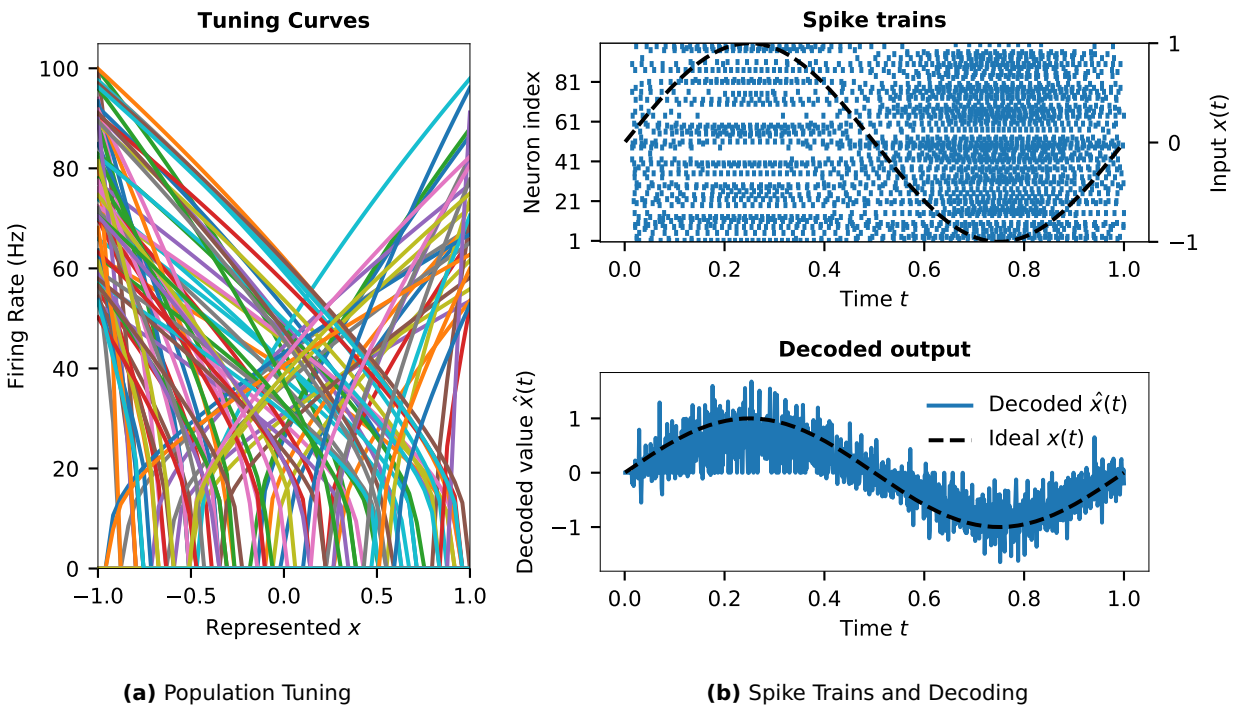 Tuning Curves
Firing Rate (Hz)
100
80
60
40
20
0
−1.0 −0.5 0.0 0.5 1.0
Represented x
(a) Population Tuning
Spike trains
Neuron index
81
61
41
21
1
1
0
−1
Input x(t)
0.0 0.2 0.4 0.6 0.8 1.0
Time t
Decoded output
Decoded value x̂(t)
1
0
−1
Decoded x̂(t)
Ideal x(t)
0.0 0.2 0.4 0.6 0.8 1.0
Time t
(b) Spike Trains and Decoding